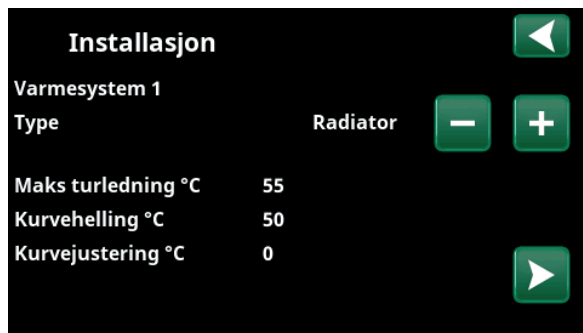 Installasjon
Varmesystem 1
Type Radiator
Maks turledning °C 55
Kurvehelling °C 50
Kurvejustering °C 0